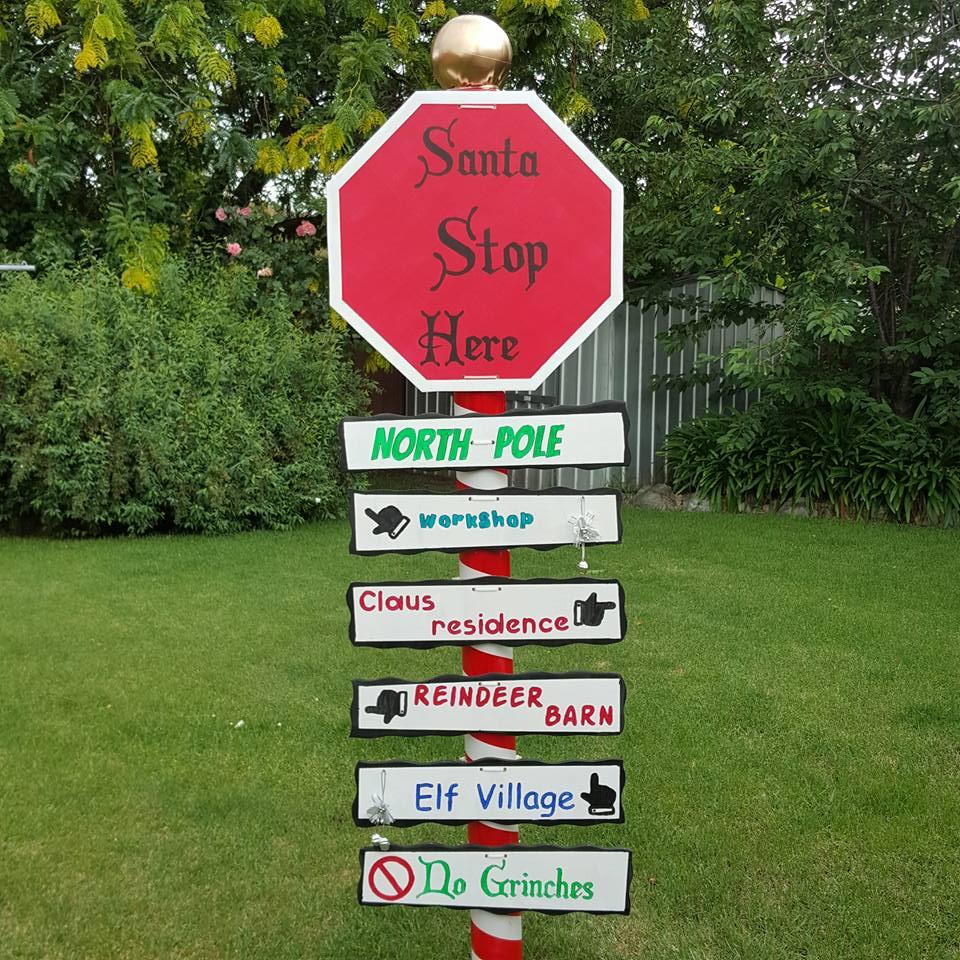 Santa
Stop
Here
NORTH POLE
Workshop
Claus
residence
REINDEER
BARN
Elf Village
No Grinches